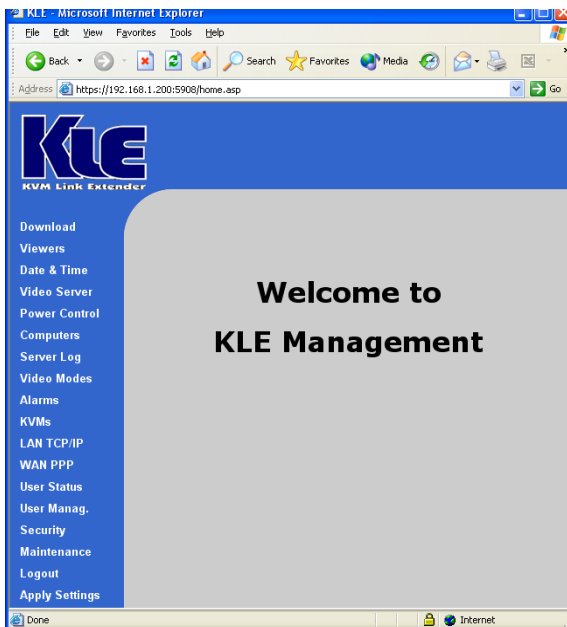 KLE - Microsoft Internet Explorer
File Edit View Favorites Tools Help
Back Search Favorites Media
Address https://192.168.1.200:5908/home.asp Go
KLE
KVM Link Extender
Download
Viewers
Date & Time
Video Server
Power Control
Computers
Server Log
Video Modes
Alarms
KVMs
LAN TCP/IP
WAN PPP
User Status
User Manag.
Security
Maintenance
Logout
Apply Settings
Welcome to
KLE Management
Done Internet